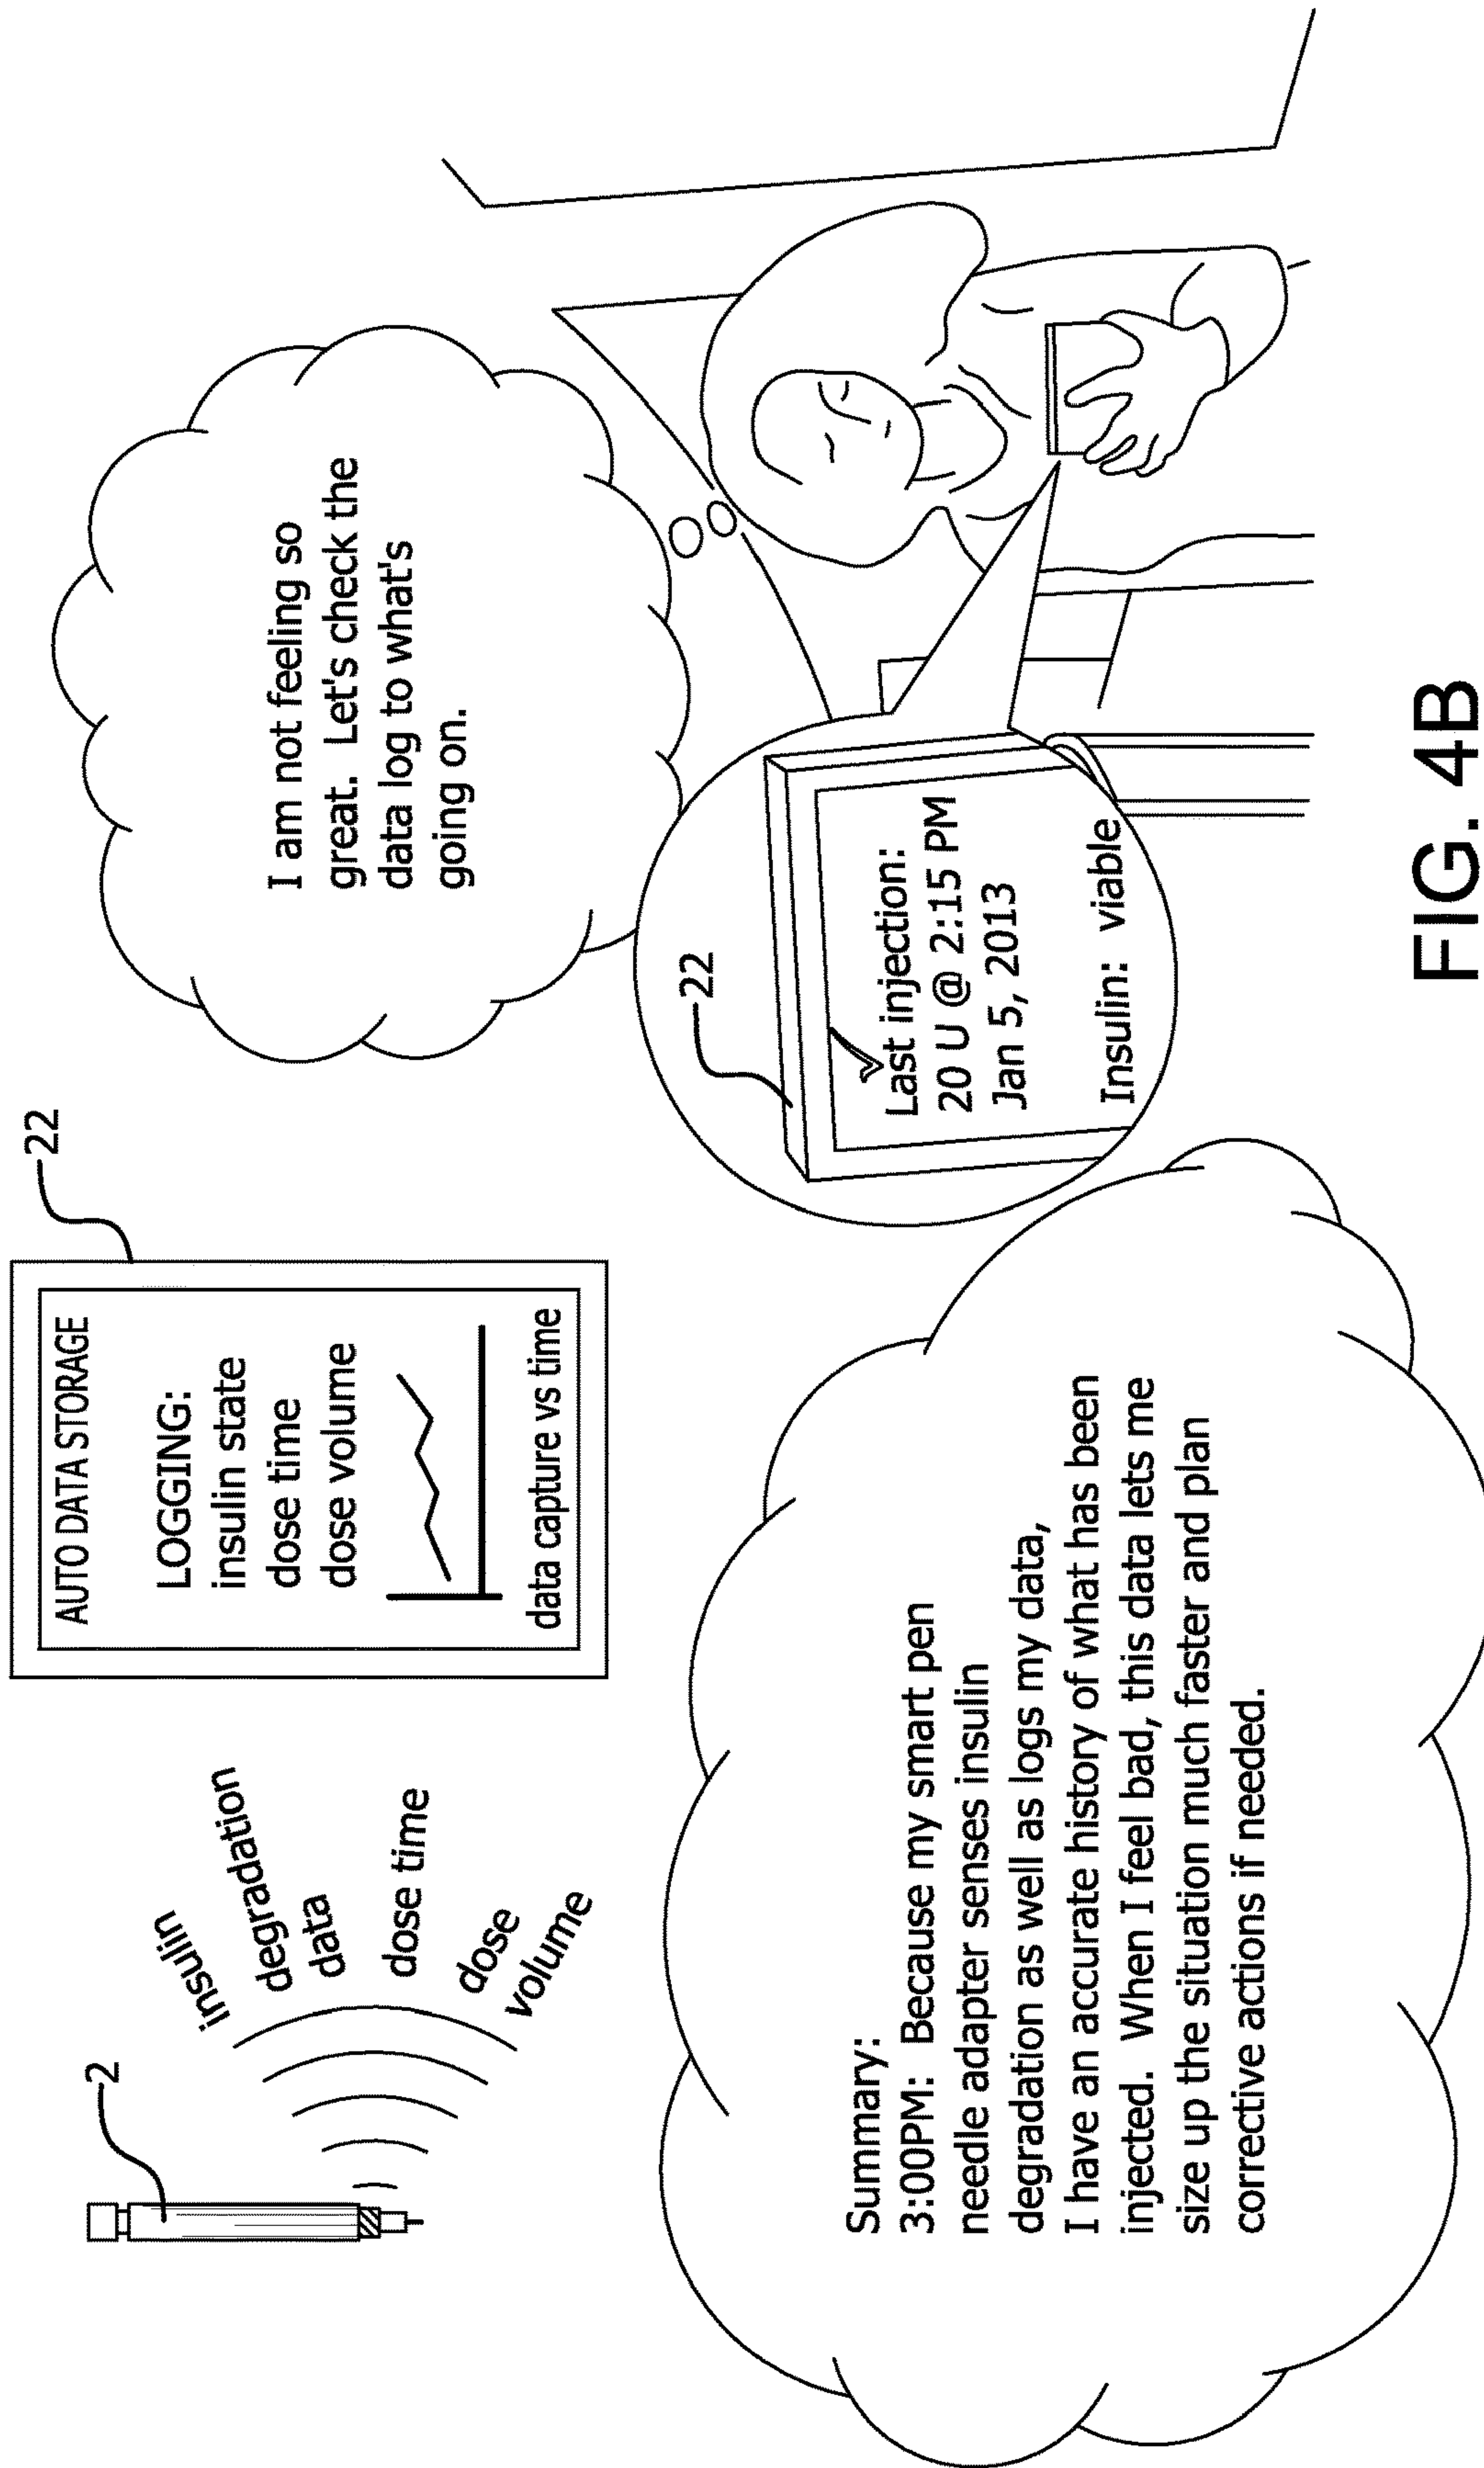 2
insulin
degradation
data
dose time
dose
volume
22
AUTO DATA STORAGE
LOGGING:
insulin state
dose time
dose volume
data capture vs time
I am not feeling so
great. Let's check the
data log to what's
going on.
22
Last injection:
20 U @ 2:15 PM
Jan 5, 2013
Insulin: viable
Summary:
3:00PM: Because my smart pen
needle adapter senses insulin
degradation as well as logs my data,
I have an accurate history of what has been
injected. When I feel bad, this data lets me
size up the situation much faster and plan
corrective actions if needed.
FIG. 4B